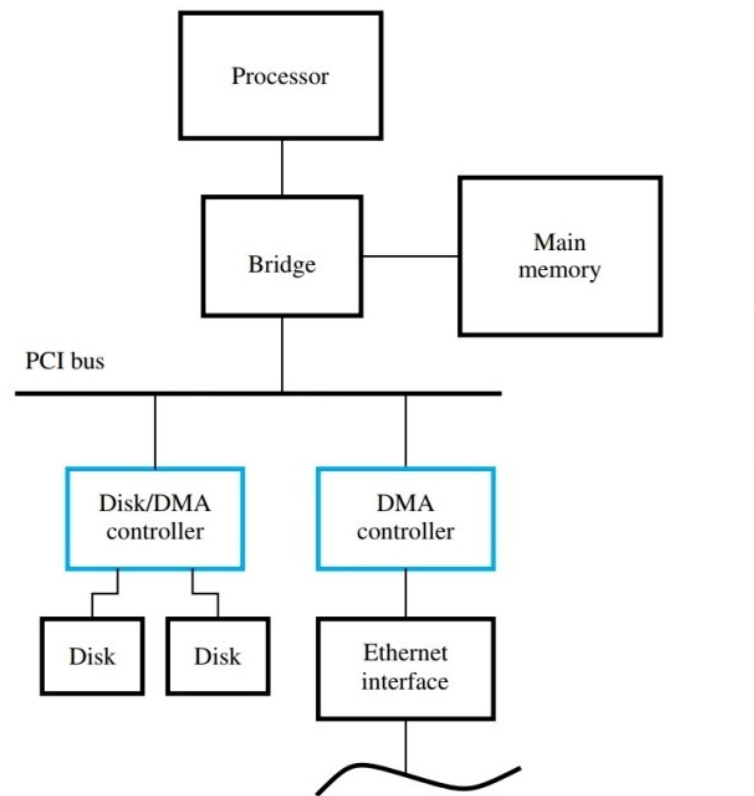 Processor
Bridge
Main
memory
PCI bus
Disk/DMA
controller
DMA
controller
Disk
Disk
Ethernet
interface